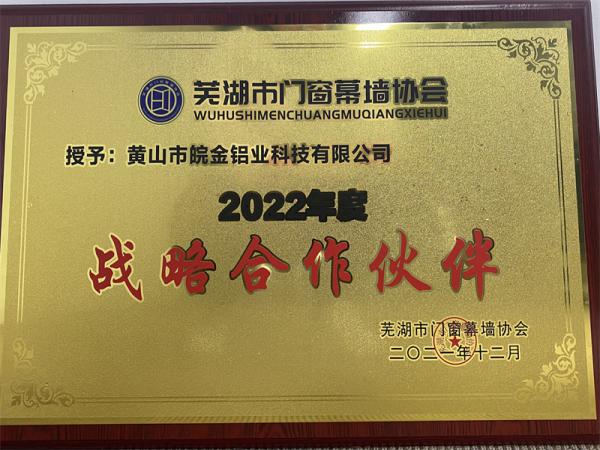 芜湖市门窗幕墙协会
WUHUSHIMENCHUANGMUQIANGXIEHUI
授予：黄山市皖金铝业科技有限公司
2022年度
战略合作伙伴
芜湖市门窗幕墙协会
二〇二一年十二月